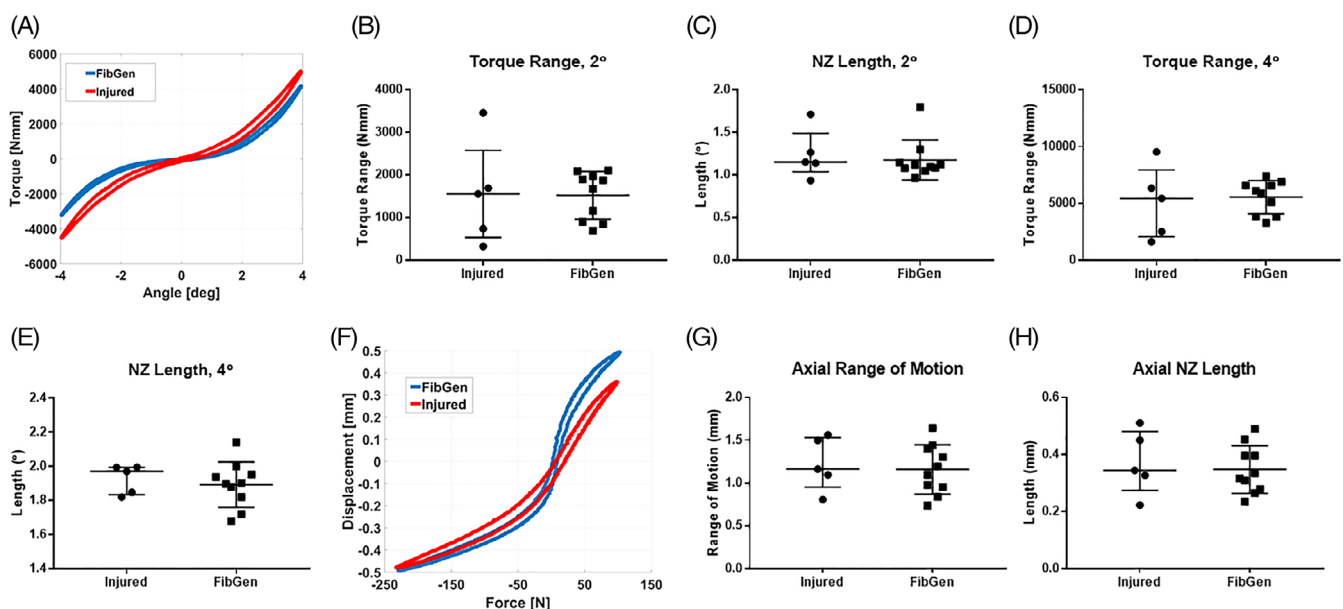 (A)
6000
4000
2000
0
-2000
-4000
-6000
-4
-2
0
2
4
Torque [Nmm]
Angle [deg]
FibGen
Injured
(B)
Torque Range, 2°
4000
3000
2000
1000
0
Torque Range (Nmm)
Injured
FibGen
(C)
NZ Length, 2°
2.0
1.5
1.0
0.5
0.0
Length (°)
Injured
FibGen
(D)
Torque Range, 4°
15000
10000
5000
0
Torque Range (Nmm)
Injured
FibGen
(E)
NZ Length, 4°
2.4
2.2
2.0
1.8
1.6
1.4
Length (°)
Injured
FibGen
(F)
0.5
0.4
0.3
0.2
0.1
0
-0.1
-0.2
-0.3
-0.4
-0.5
-250
-150
-50
50
150
Displacement [mm]
Force [N]
FibGen
Injured
(G)
Axial Range of Motion
2.0
1.5
1.0
0.5
0.0
Range of Motion (mm)
Injured
FibGen
(H)
Axial NZ Length
0.6
0.4
0.2
0.0
Length (mm)
Injured
FibGen